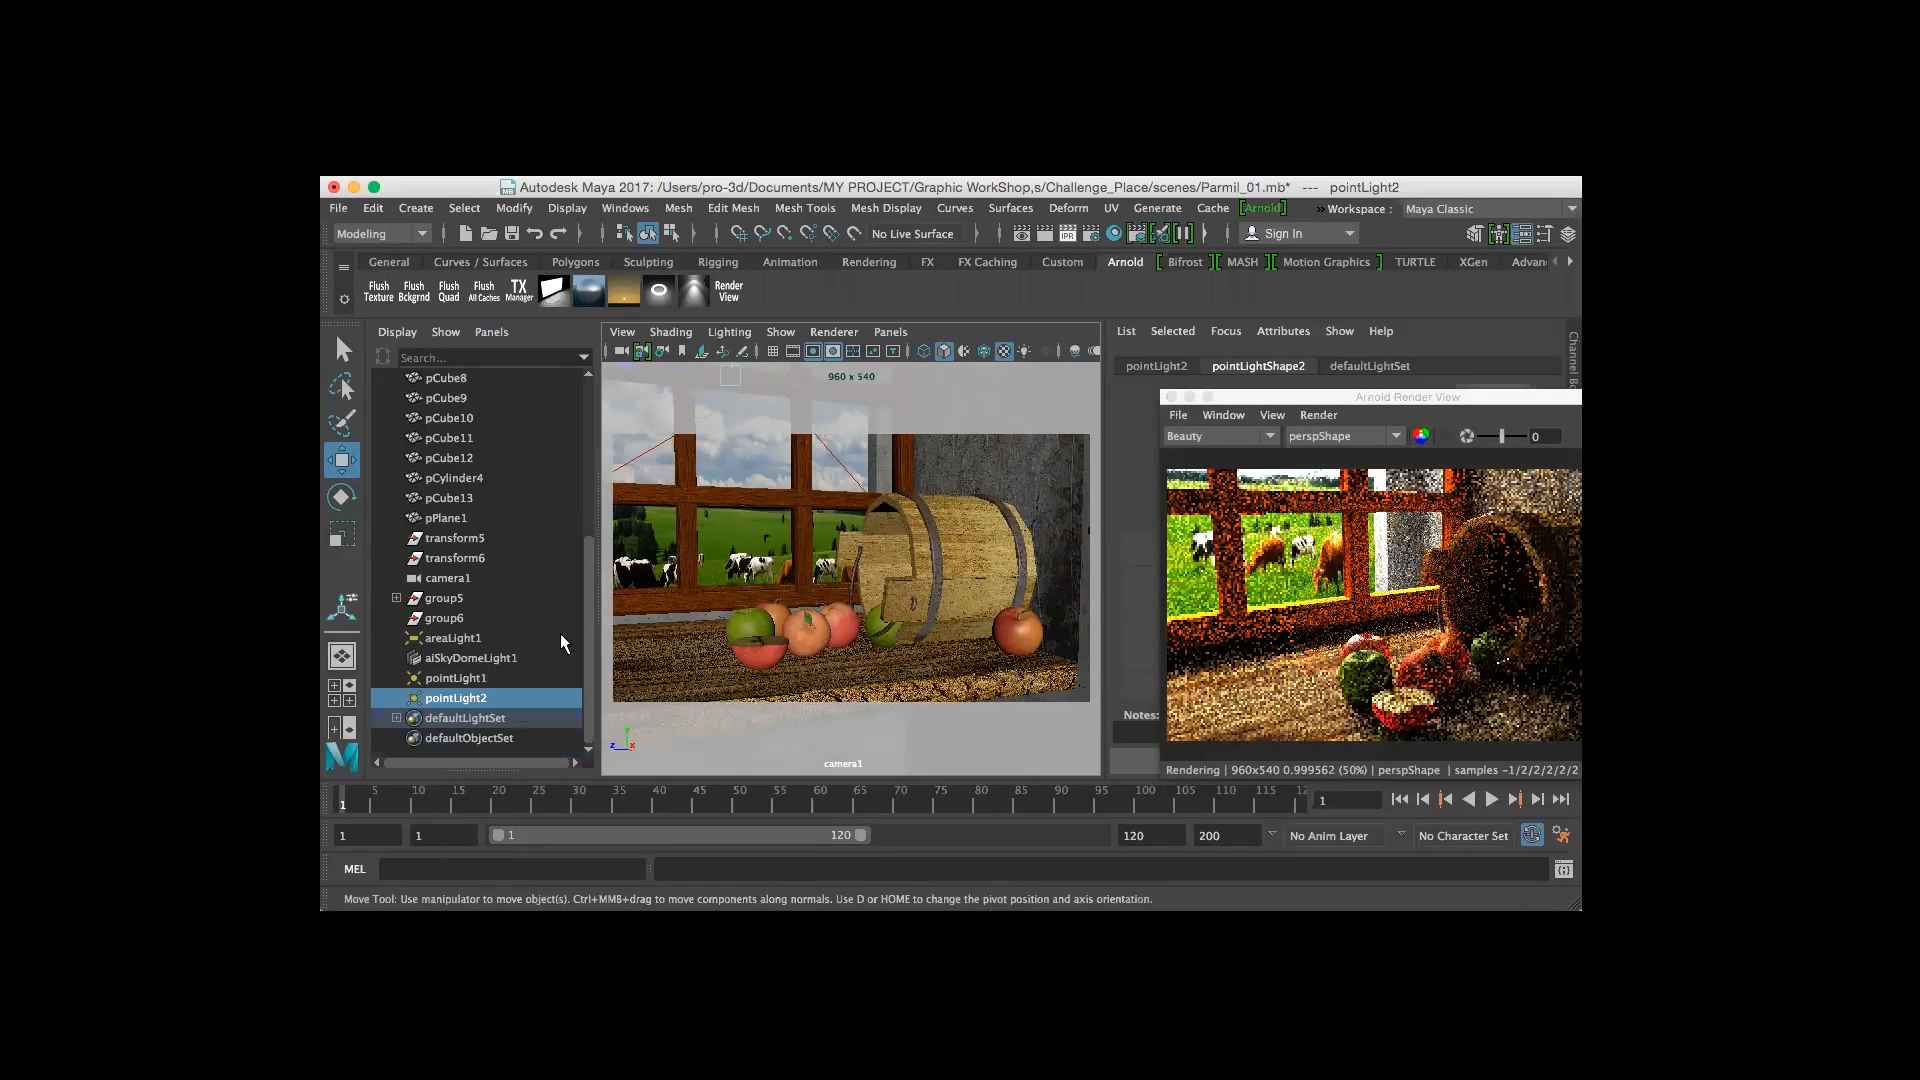 Autodesk Maya 2017: /Users/pro-3d/Documents/MY PROJECT/Graphic WorkShop,s/Challenge_Place/scenes/Parmil_01.mb* --- pointLight2
File Edit Create Select Modify Display Windows Mesh Edit Mesh Mesh Tools Mesh Display Curves Surfaces Deform UV Generate Cache [Arnold] » Workspace : Maya Classic
Modeling No Live Surface IPR Sign In
General Curves / Surfaces Polygons Rigging Sculpting Animation Rendering FX FX Caching Custom Arnold [ Bifrost ] [ MASH ] [ Motion Graphics ] TURTLE XGen Advan
Flush Texture Flush Bckgrnd Flush Quad Flush All Caches TX Manager Render View
Display Show Panels
Search...
pCube8
pCube9
pCube10
pCube11
pCube12
pCylinder4
pCube13
pPlane1
transform5
transform6
camera1
group5
group6
areaLight1
aiSkyDomeLight1
pointLight1
pointLight2
defaultLightSet
defaultObjectSet
View Shading Lighting Show Renderer Panels
960 x 540
z x
camera1
List Selected Focus Attributes Show Help
pointLight2 pointLightShape2 defaultLightSet
Channel Bo
Notes:
Arnold Render View
File Window View Render
Beauty perspShape 0
Rendering | 960x540 0.999562 (50%) | perspShape | samples -1/2/2/2/2/2
1 5 10 15 20 25 30 35 40 45 50 55 60 65 70 75 80 85 90 95 100 105 110 115 12 1
1 1 1 120 120 200 No Anim Layer No Character Set
MEL
Move Tool: Use manipulator to move object(s). Ctrl+MMB+drag to move components along normals. Use D or HOME to change the pivot position and axis orientation.